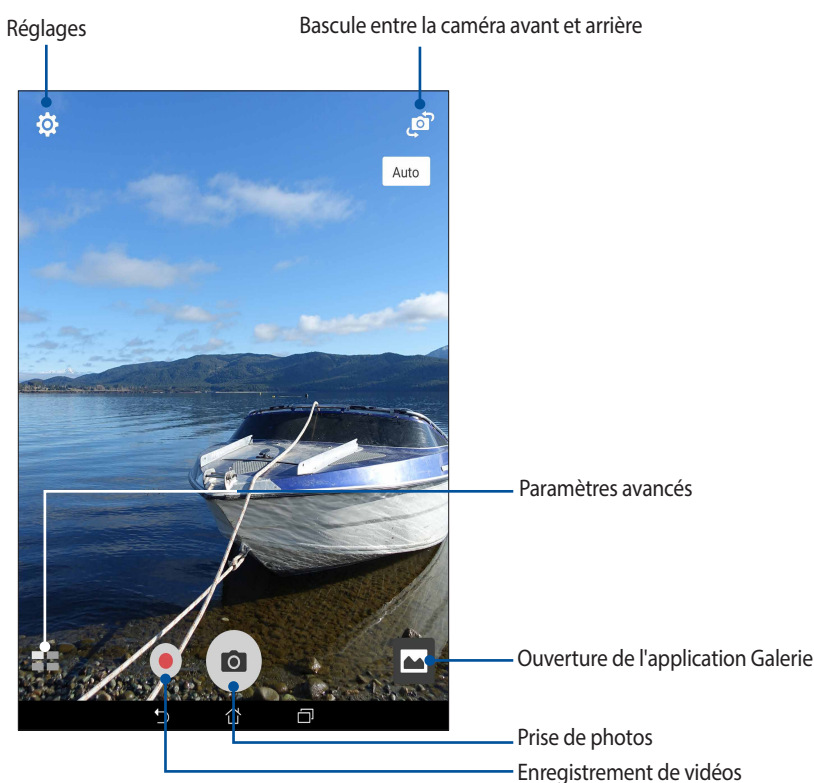 Réglages
Bascule entre la caméra avant et arrière
Auto
Paramètres avancés
Ouverture de l'application Galerie
Prise de photos
Enregistrement de vidéos